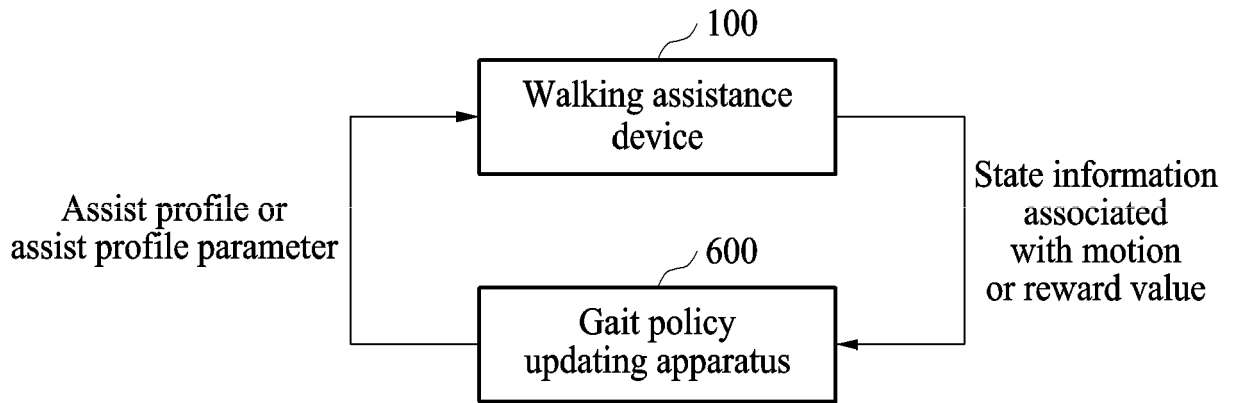 100
Walking assistance
device
Assist profile or
assist profile parameter
State information
associated
with motion
or reward value
600
Gait policy
updating apparatus